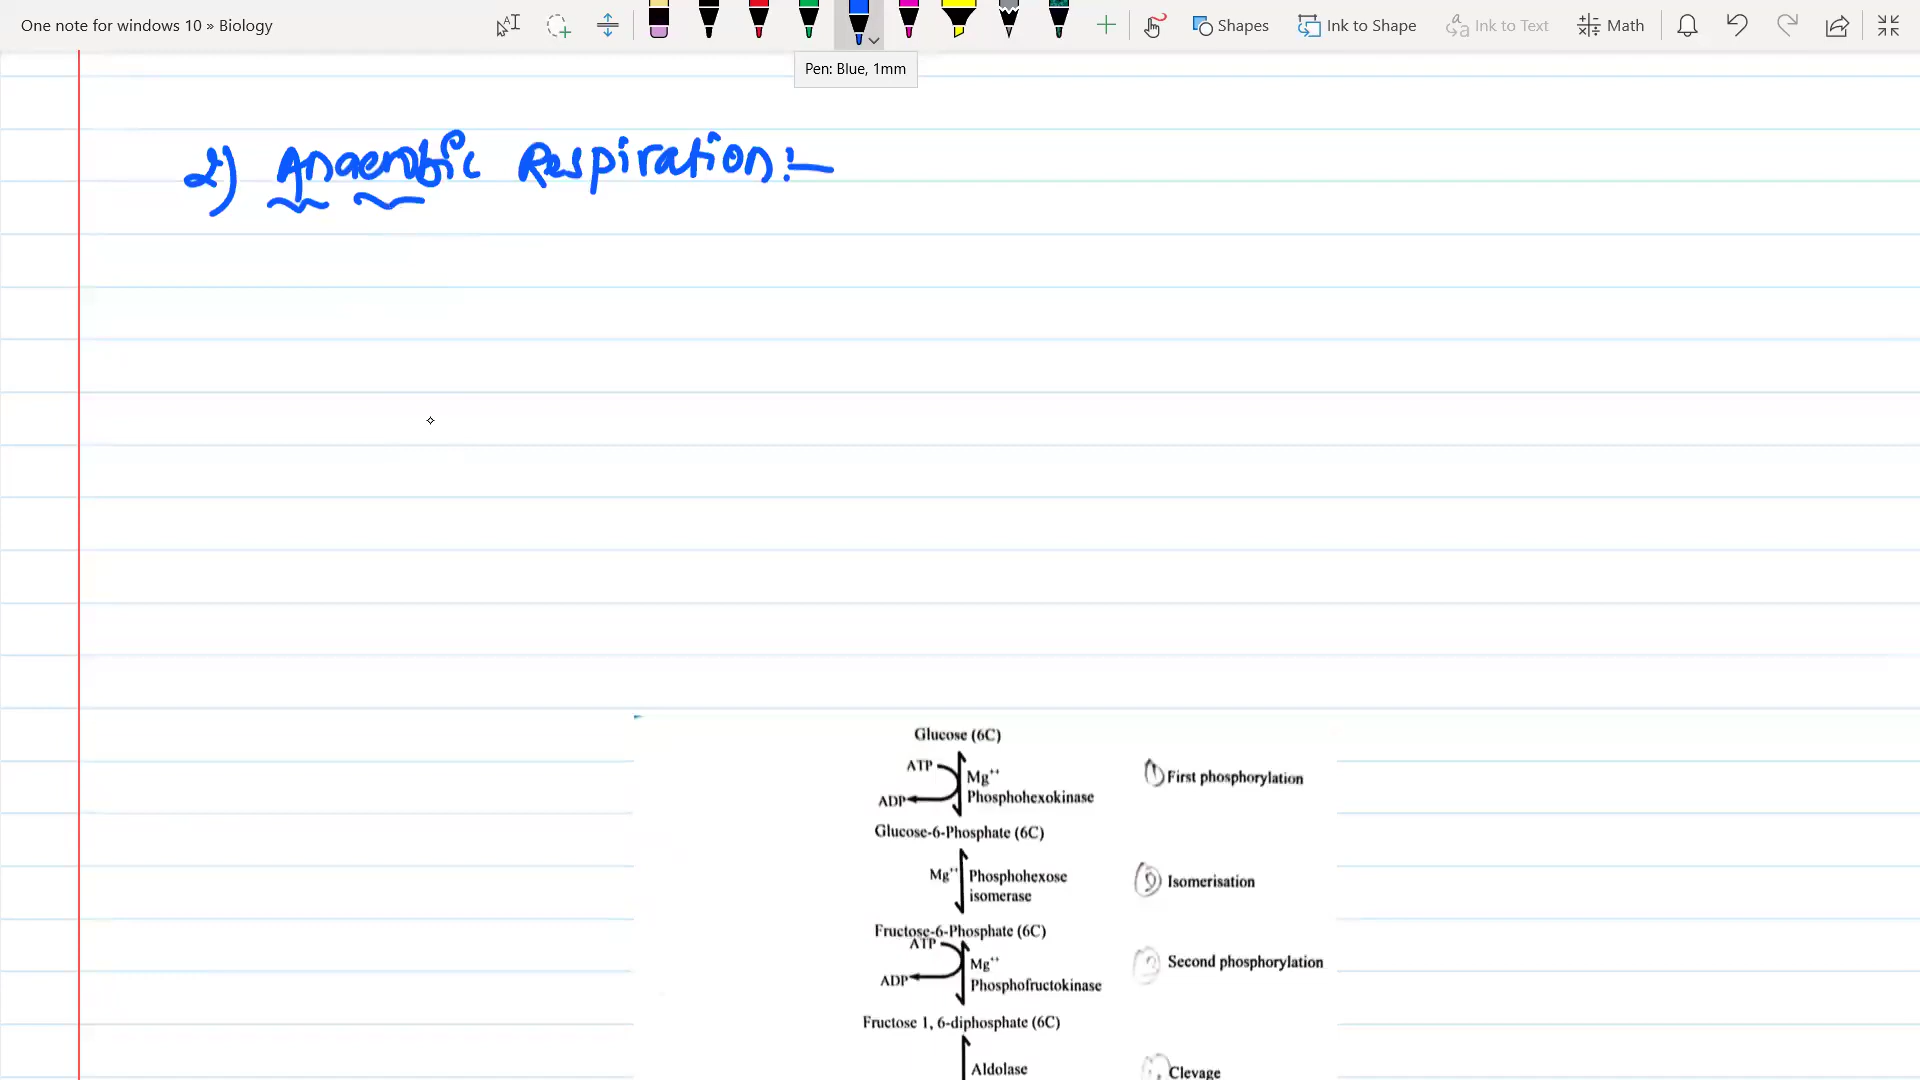 One note for windows 10 » Biology
Shapes
Ink to Shape
Ink to Text
Math
Pen: Blue, 1mm
2) Anaerobic Respiration:-
Glucose (6C)
ATP
Mg++
ADP
Phosphohexokinase
① First phosphorylation
Glucose-6-Phosphate (6C)
Mg++
Phosphohexose
isomerase
② Isomerisation
Fructose-6-Phosphate (6C)
ATP
Mg++
ADP
Phosphofructokinase
Second phosphorylation
Fructose 1, 6-diphosphate (6C)
Aldolase
Clevage